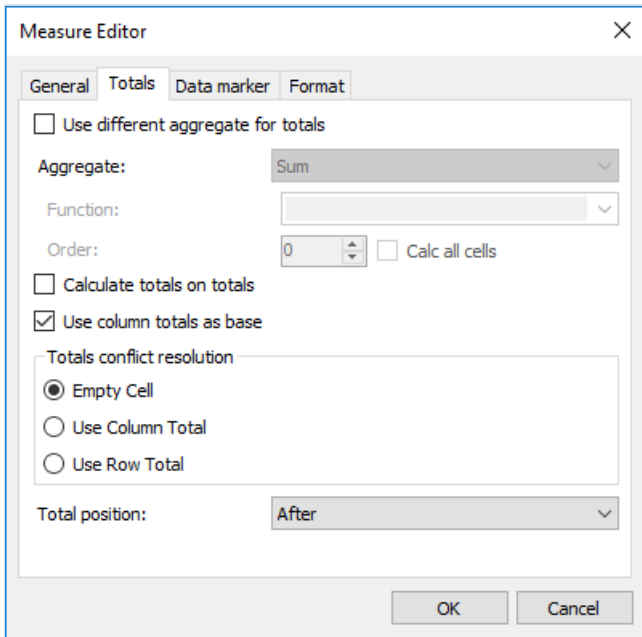 Measure Editor
General Totals Data marker Format
Use different aggregate for totals
Aggregate: Sum
Function:
Order: 0 Calc all cells
Calculate totals on totals
Use column totals as base
Totals conflict resolution
Empty Cell
Use Column Total
Use Row Total
Total position: After
OK Cancel